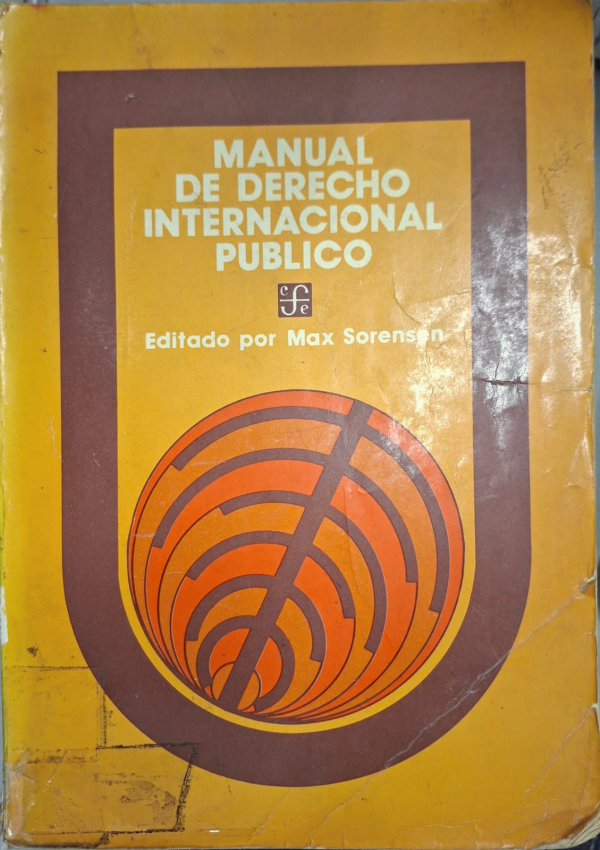 MANUAL
DE DERECHO
INTERNACIONAL
PUBLICO
c f e
Editado por Max Sorensen